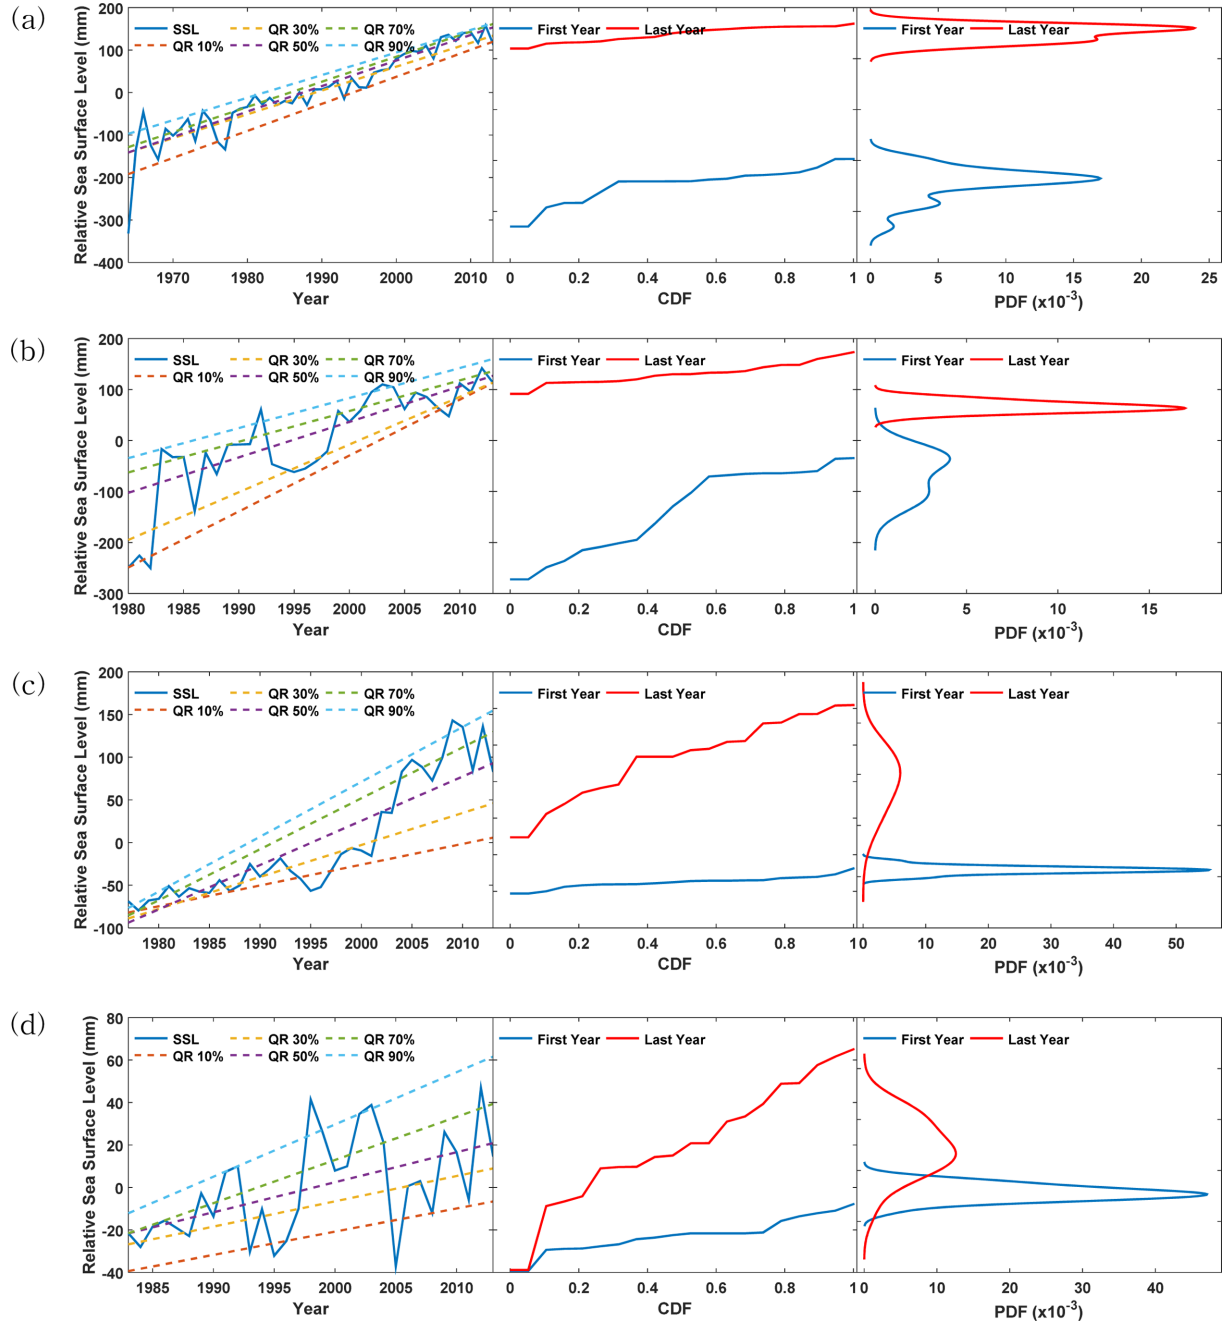 (a)
Relative Sea Surface Level (mm)
200
100
0
-100
-200
-300
-400
SSL
QR 10%
QR 30%
QR 50%
QR 70%
QR 90%
1970
1980
1990
2000
2010
Year
First Year
Last Year
0
0.2
0.4
0.6
0.8
1
CDF
First Year
Last Year
0
5
10
15
20
25
PDF (x10⁻³)
(b)
Relative Sea Surface Level (mm)
200
100
0
-100
-200
-300
SSL
QR 10%
QR 30%
QR 50%
QR 70%
QR 90%
1980
1985
1990
1995
2000
2005
2010
Year
First Year
Last Year
0
0.2
0.4
0.6
0.8
1
CDF
First Year
Last Year
0
5
10
15
PDF (x10⁻³)
(c)
Relative Sea Surface Level (mm)
200
150
100
50
0
-50
-100
SSL
QR 10%
QR 30%
QR 50%
QR 70%
QR 90%
1980
1985
1990
1995
2000
2005
2010
Year
First Year
Last Year
0
0.2
0.4
0.6
0.8
1
CDF
First Year
Last Year
0
10
20
30
40
50
PDF (x10⁻³)
(d)
Relative Sea Surface Level (mm)
80
60
40
20
0
-20
-40
SSL
QR 10%
QR 30%
QR 50%
QR 70%
QR 90%
1985
1990
1995
2000
2005
2010
Year
First Year
Last Year
0
0.2
0.4
0.6
0.8
1
CDF
First Year
Last Year
0
10
20
30
40
PDF (x10⁻³)